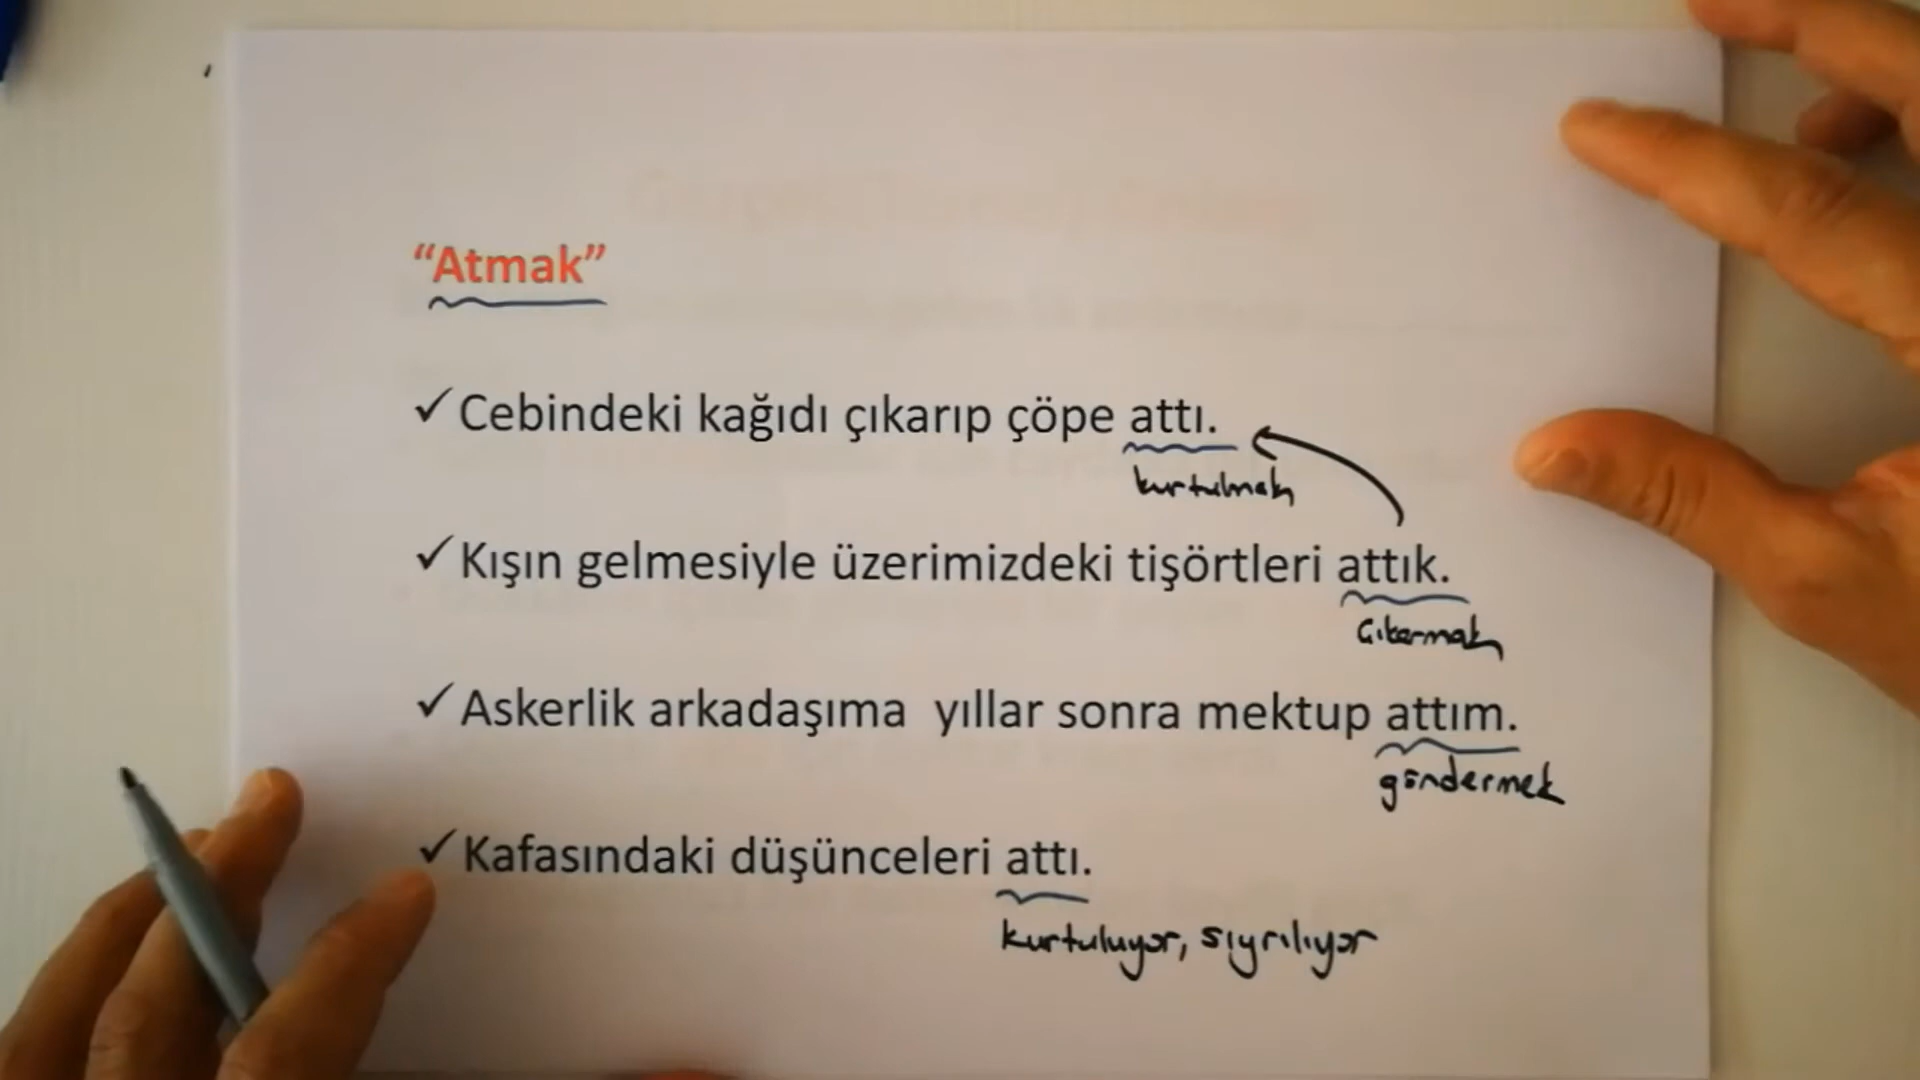 “Atmak”
✓ Cebindeki kağıdı çıkarıp çöpe attı.
kurtulmak
✓ Kışın gelmesiyle üzerimizdeki tişörtleri attık.
Çıkarmak
✓ Askerlik arkadaşıma yıllar sonra mektup attım.
göndermek
✓ Kafasındaki düşünceleri attı.
kurtuluyor, sıyrılıyor